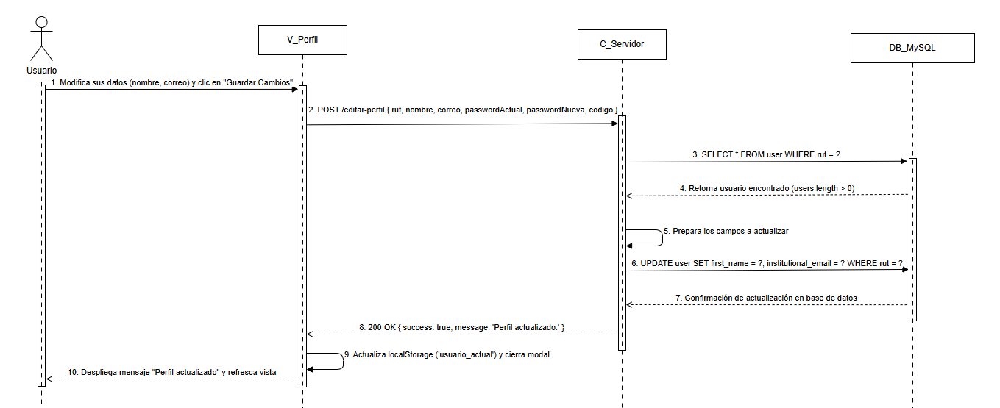 V_Perfil
C_Servidor
DB_MySQL
Usuario
1. Modifica sus datos (nombre, correo) y clic en "Guardar Cambios"
2. POST /editar-perfil { rut, nombre, correo, passwordActual, passwordNueva, codigo }
3. SELECT * FROM user WHERE rut = ?
4. Retorna usuario encontrado (users.length > 0)
5. Prepara los campos a actualizar
6. UPDATE user SET first_name = ?, institutional_email = ? WHERE rut = ?
7. Confirmación de actualización en base de datos
8. 200 OK { success: true, message: 'Perfil actualizado.' }
9. Actualiza localStorage ('usuario_actual') y cierra modal
10. Despliega mensaje "Perfil actualizado" y refresca vista